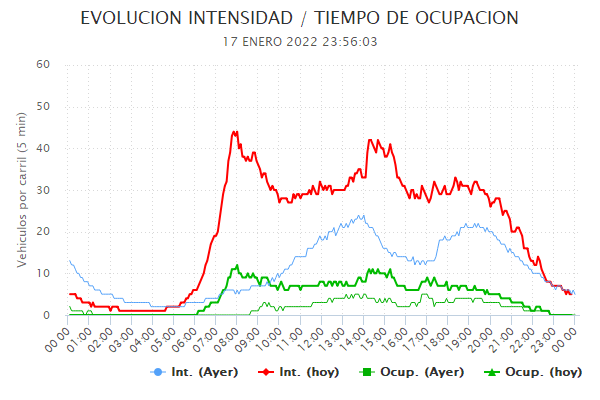 EVOLUCION INTENSIDAD / TIEMPO DE OCUPACION
17 ENERO 2022 23:56:03
Vehiculos por carril (5 min)
60
50
40
30
20
10
0
00:00 01:00 02:00 03:00 04:00 05:00 06:00 07:00 08:00 09:00 10:00 11:00 12:00 13:00 14:00 15:00 16:00 17:00 18:00 19:00 20:00 21:00 22:00 23:00 00:00
Int. (Ayer) Int. (hoy) Ocup. (Ayer) Ocup. (hoy)